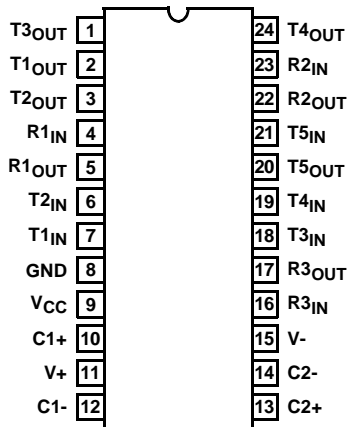 T3OUT 1 24 T4OUT
T1OUT 2 23 R2IN
T2OUT 3 22 R2OUT
R1IN 4 21 T5IN
R1OUT 5 20 T5OUT
T2IN 6 19 T4IN
T1IN 7 18 T3IN
GND 8 17 R3OUT
VCC 9 16 R3IN
C1+ 10 15 V-
V+ 11 14 C2-
C1- 12 13 C2+